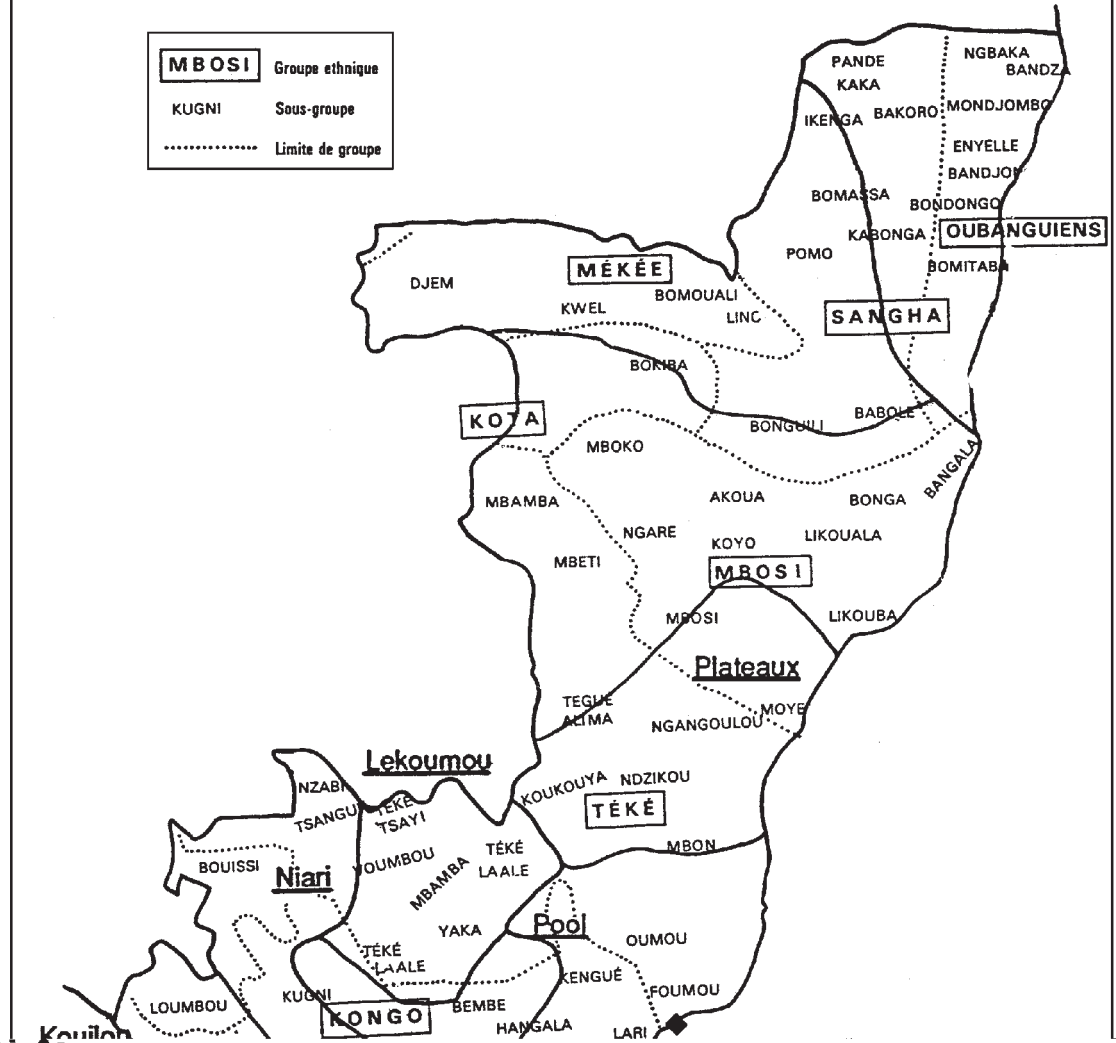 MBOSI Groupe ethnique
KUGNI Sous-groupe
Limite de groupe
PANDE
KAKA
NGBAKA
BANDZA
IKENGA
BAKORO
MONDJOMBO
ENYELLE
BANDJON
BOMASSA
BONDONGO
KABONGA
OUBANGUIENS
POMO
BOMITABA
MÉKÉE
DJEM
BOMOUALI
KWEL
SANGHA
BOKIBA
KOTA
BABOLE
BONGUILI
MBOKO
BANGALA
MBAMBA
AKOUA
BONGA
NGARE
KOYO
LIKOUALA
MBETI
MBOSI
MBOSI
LIKOUBA
Plateaux
TEGUE
ALIMA
MOYE
NGANGOULOU
Lekoumou
KOUKOUYA
NDZIKOU
NZABI
TÉKÉ
TSANGUI
TÉKÉ
TSAYI
MBON
TÉKÉ
LAALE
BOUISSI
VOUMBOU
Niari
MBAMBA
YAKA
Pool
OUMOU
TÉKÉ
LAALE
KENGUÉ
KUGNI
FOUMOU
LOUMBOU
BEMBE
KONGO
HANGALA
LARI
Kouilou